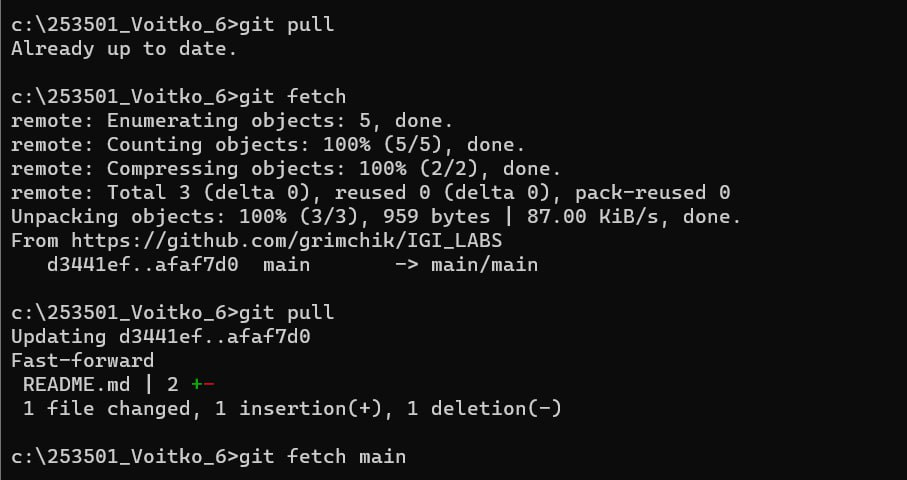 c:\253501_Voitko_6>git pull
Already up to date.
c:\253501_Voitko_6>git fetch
remote: Enumerating objects: 5, done.
remote: Counting objects: 100% (5/5), done.
remote: Compressing objects: 100% (2/2), done.
remote: Total 3 (delta 0), reused 0 (delta 0), pack-reused 0
Unpacking objects: 100% (3/3), 959 bytes | 87.00 KiB/s, done.
From https://github.com/grimchik/IGI_LABS
   d3441ef..afaf7d0  main       -> main/main
c:\253501_Voitko_6>git pull
Updating d3441ef..afaf7d0
Fast-forward
 README.md | 2 +-
 1 file changed, 1 insertion(+), 1 deletion(-)
c:\253501_Voitko_6>git fetch main